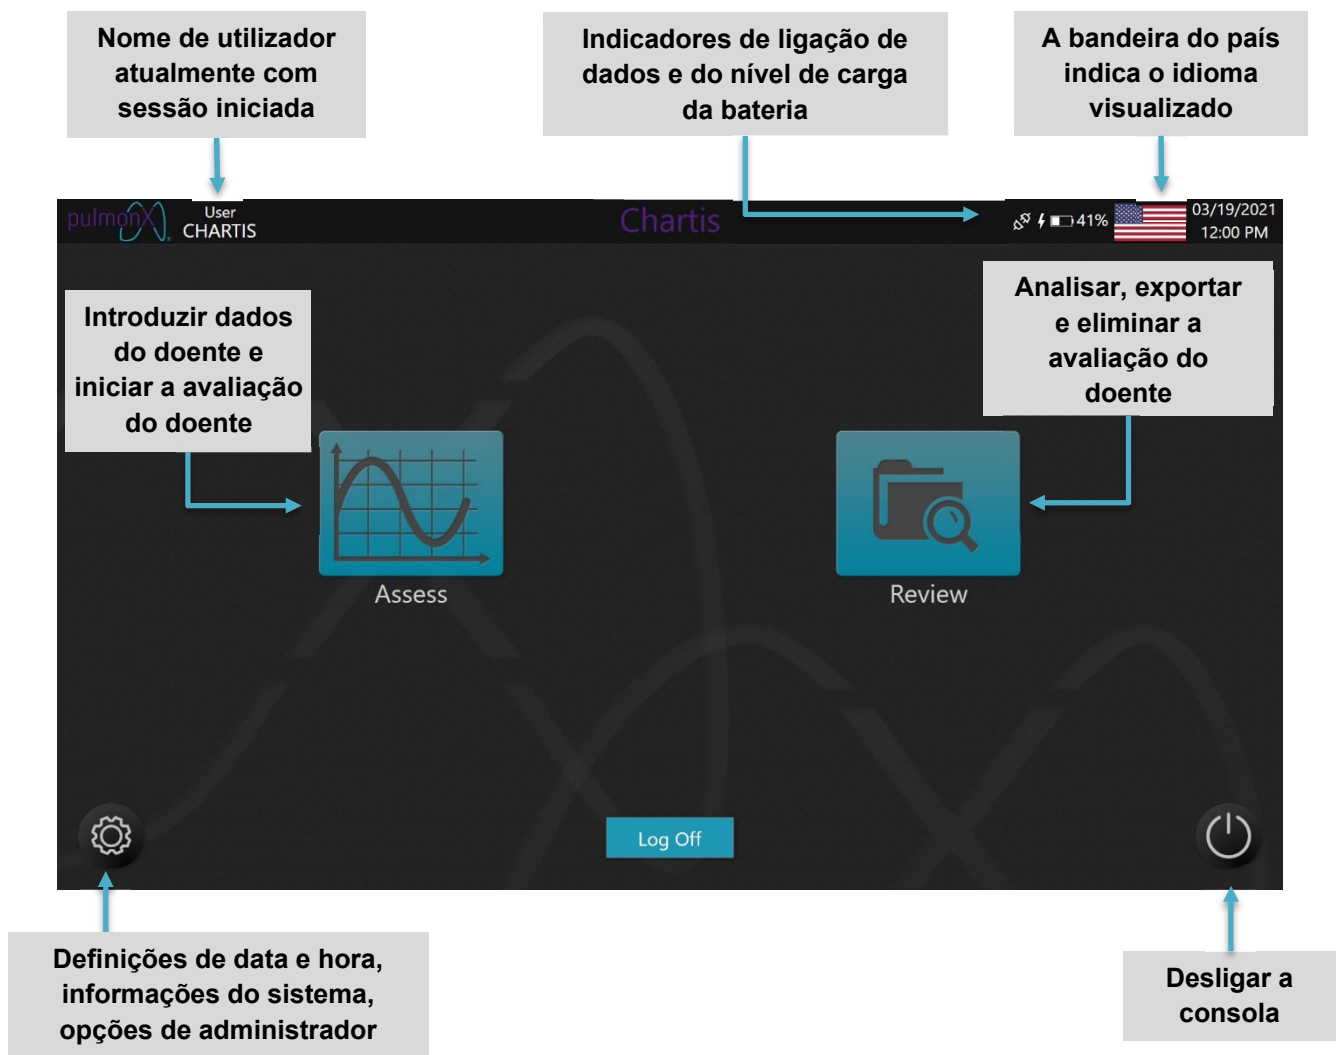 Nome de utilizador
atualmente com
sessão iniciada
Indicadores de ligação de
dados e do nível de carga
da bateria
A bandeira do país
indica o idioma
visualizado
pulmonX
User
CHARTIS
Chartis
41%
03/19/2021
12:00 PM
Introduzir dados
do doente e
iniciar a avaliação
do doente
Analisar, exportar
e eliminar a
avaliação do
doente
Assess
Review
Log Off
Definições de data e hora,
informações do sistema,
opções de administrador
Desligar a
consola